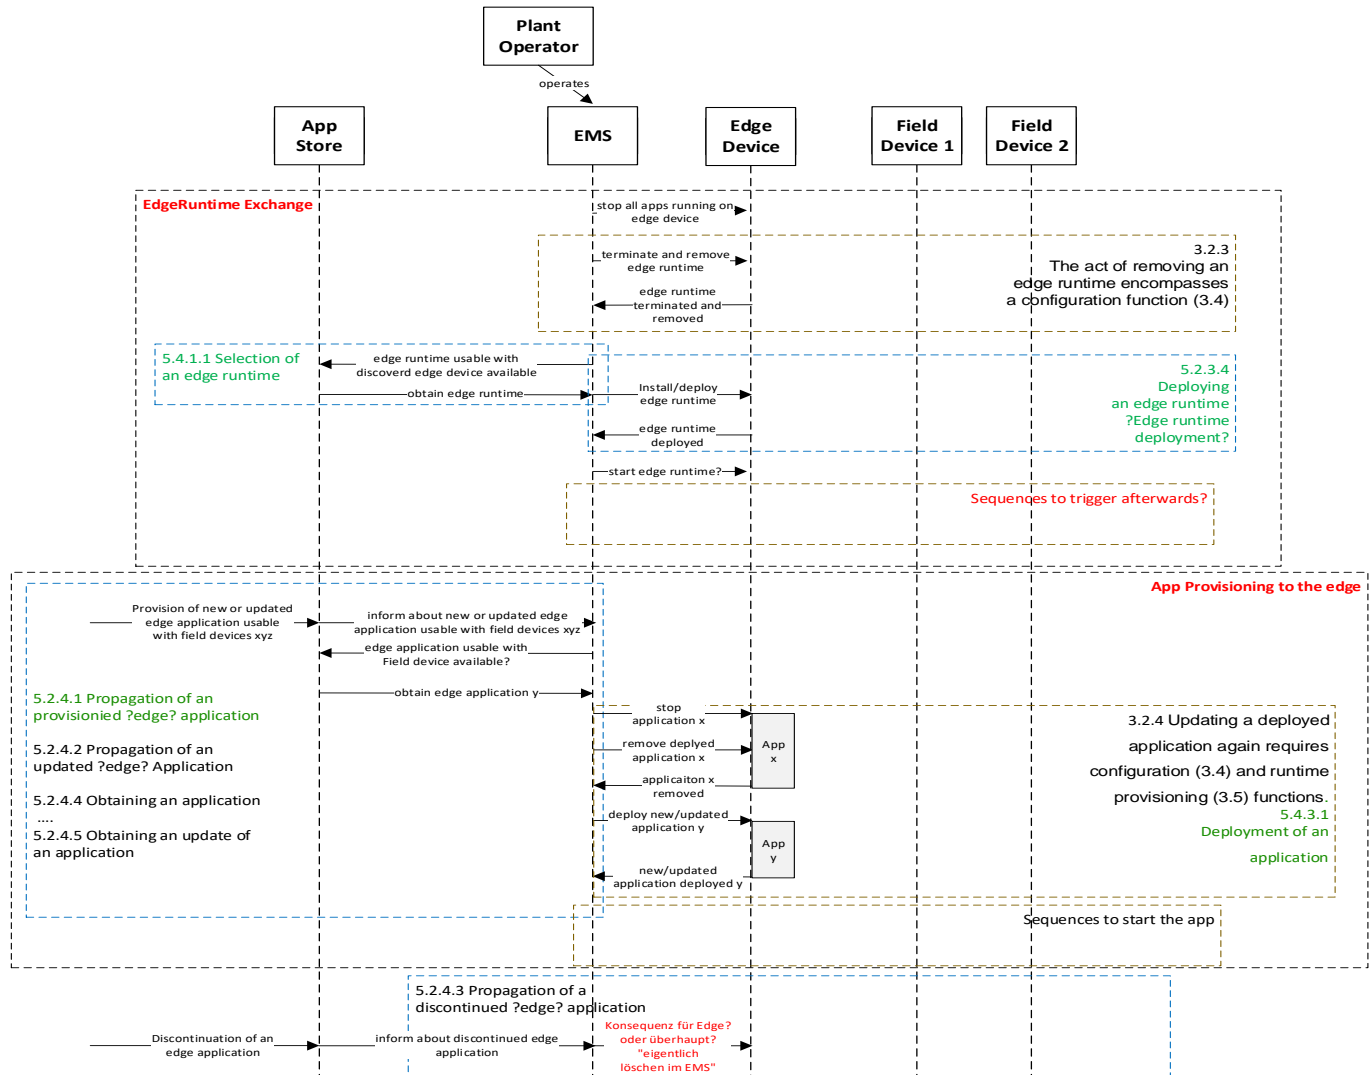 Plant
Operator
operates
App
Store
EMS
Edge
Device
Field
Device 1
Field
Device 2
EdgeRuntime Exchange
stop all apps running on
edge device
3.2.3
The act of removing an
edge runtime encompasses
a configuration function (3.4)
terminate and remove
edge runtime
edge runtime
terminated and
removed
5.4.1.1 Selection of
an edge runtime
edge runtime usable with
discoverd edge device available
obtain edge runtime
Install/deploy
edge runtime
5.2.3.4
Deploying
an edge runtime
?Edge runtime
deployment?
edge runtime
deployed
start edge runtime?
Sequences to trigger afterwards?
App Provisioning to the edge
Provision of new or updated
edge application usable
with field devices xyz
inform about new or updated edge
application usable with field devices xyz
edge application usable with
Field device available?
obtain edge application y
5.2.4.1 Propagation of an
provisionied ?edge? application
5.2.4.2 Propagation of an
updated ?edge? Application
5.2.4.4 Obtaining an application
....
5.2.4.5 Obtaining an update of
an application
stop
application x
remove deplyed
application x
applicaiton x
removed
App
x
deploy new/updated
application y
new/updated
application deployed y
App
y
3.2.4 Updating a deployed
application again requires
configuration (3.4) and runtime
provisioning (3.5) functions.
5.4.3.1
Deployment of an
application
Sequences to start the app
5.2.4.3 Propagation of a
discontinued ?edge? application
Discontinuation of an
edge application
inform about discontinued edge
application
Konsequenz für Edge?
oder überhaupt?
"eigentlich
löschen im EMS"